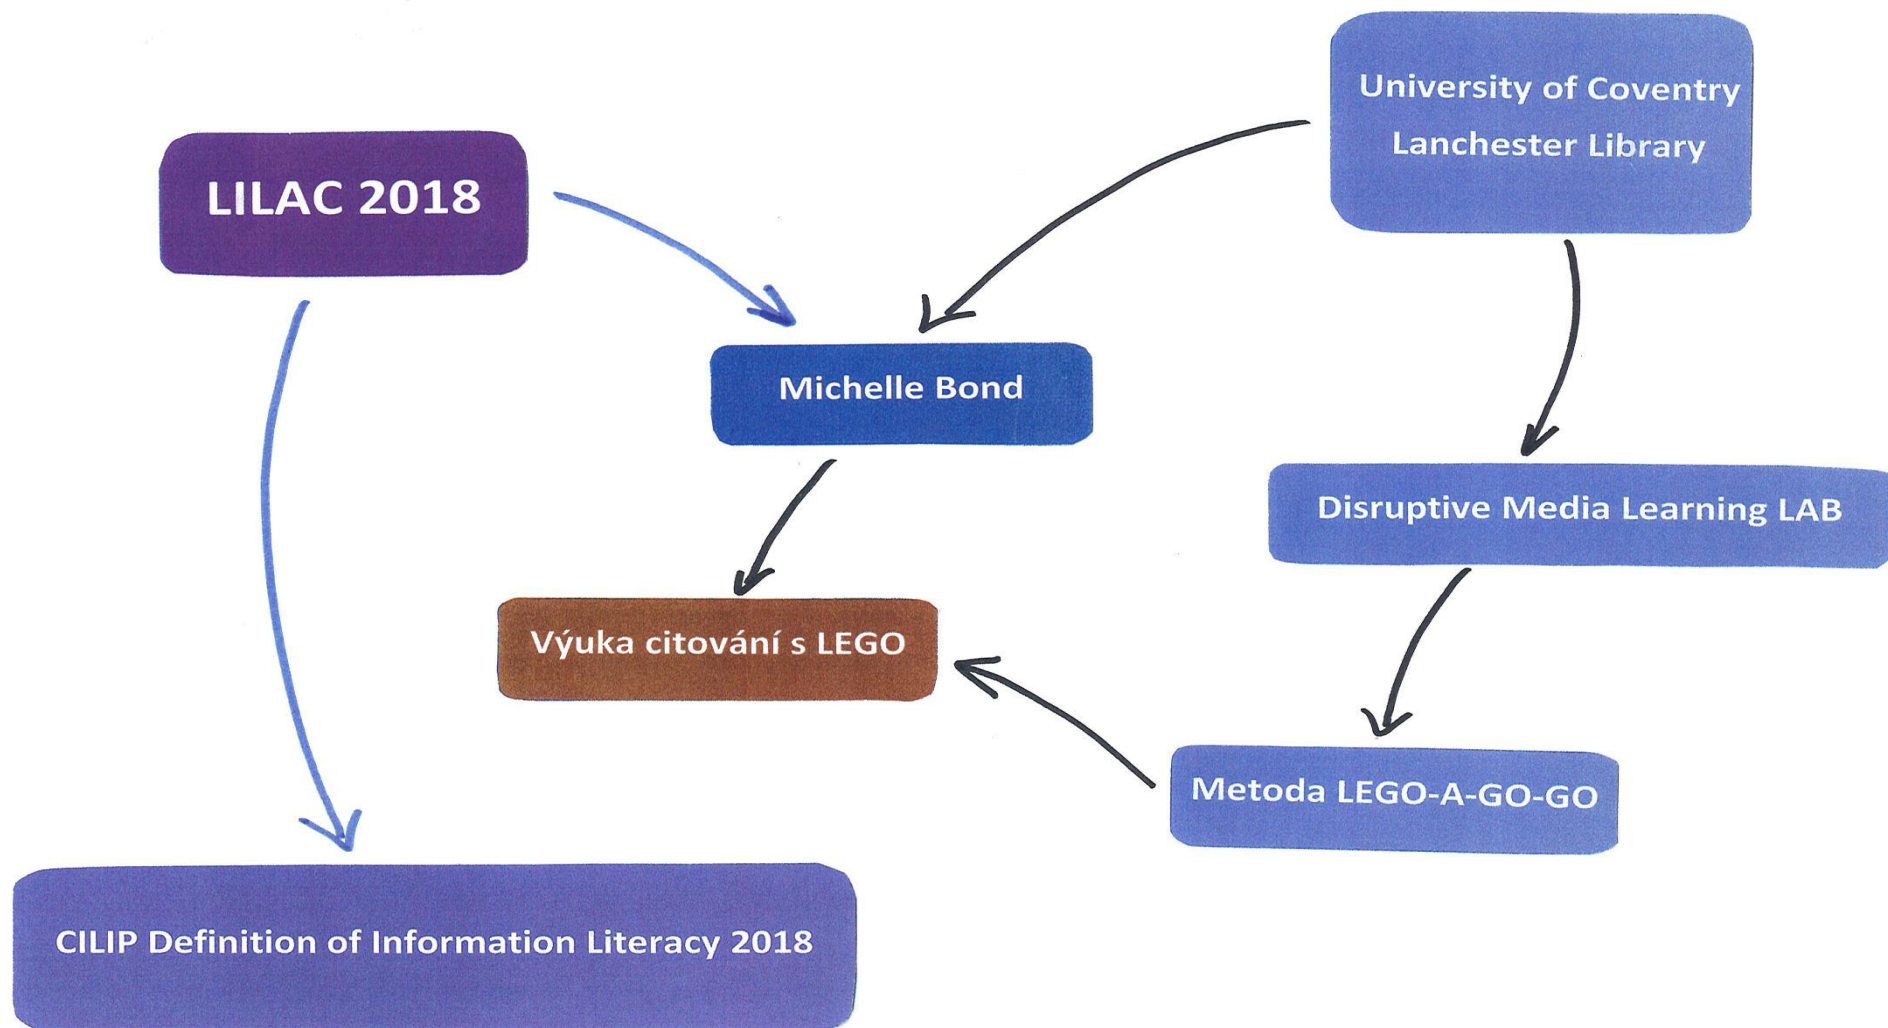 University of Coventry
Lanchester Library
LILAC 2018
Michelle Bond
Disruptive Media Learning LAB
Výuka citování s LEGO
Metoda LEGO-A-GO-GO
CILIP Definition of Information Literacy 2018